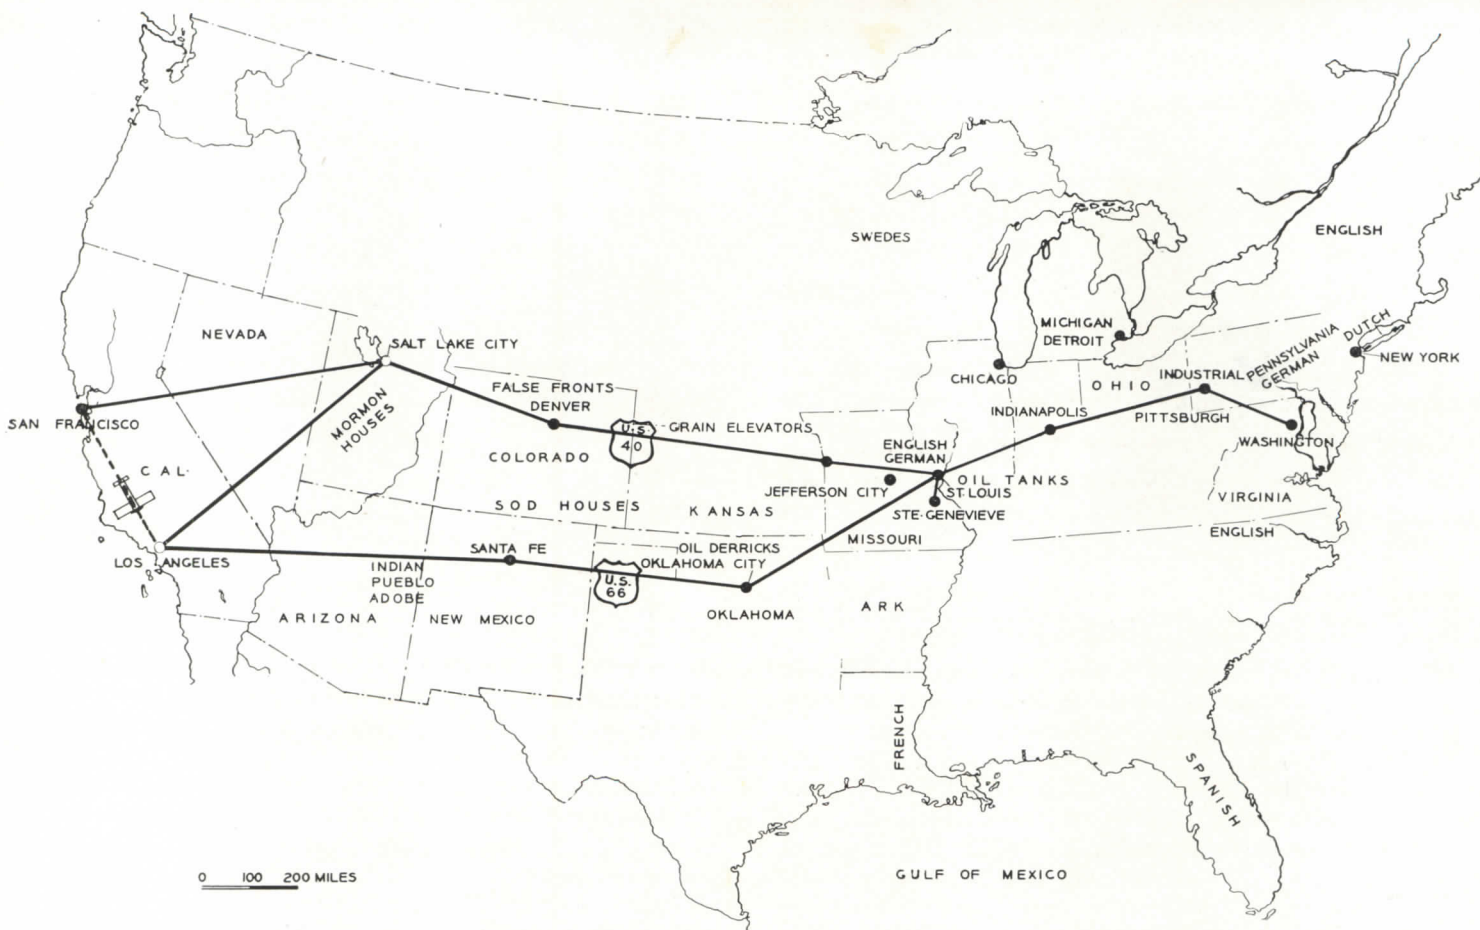 SWEDES
ENGLISH
NEVADA
SALT LAKE CITY
MICHIGAN
DETROIT
PENNSYLVANIA
GERMAN
DUTCH
NEW YORK
CHICAGO
OHIO
INDUSTRIAL
PITTSBURGH
WASHINGTON
FALSE FRONTS
DENVER
MORMON
HOUSES
SAN FRANCISCO
CAL.
U.S.
40
GRAIN ELEVATORS
INDIANAPOLIS
ENGLISH
GERMAN
COLORADO
JEFFERSON CITY
OIL TANKS
ST. LOUIS
STE. GENEVIEVE
VIRGINIA
ENGLISH
SOD HOUSES
KANSAS
MISSOURI
LOS ANGELES
SANTA FE
OIL DERRICKS
OKLAHOMA CITY
INDIAN
PUEBLO
ADOBE
U.S.
66
OKLAHOMA
ARK
ARIZONA
NEW MEXICO
FRENCH
SPANISH
GULF OF MEXICO
0 100 200 MILES